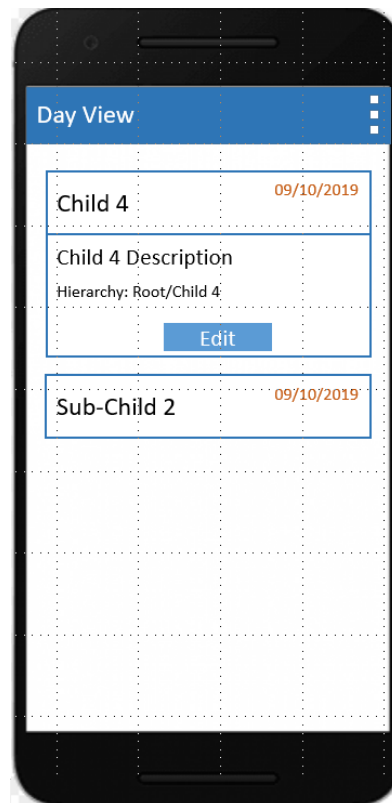 Day View
Child 4
09/10/2019
Child 4 Description
Hierarchy: Root/Child 4
Edit
Sub-Child 2
09/10/2019